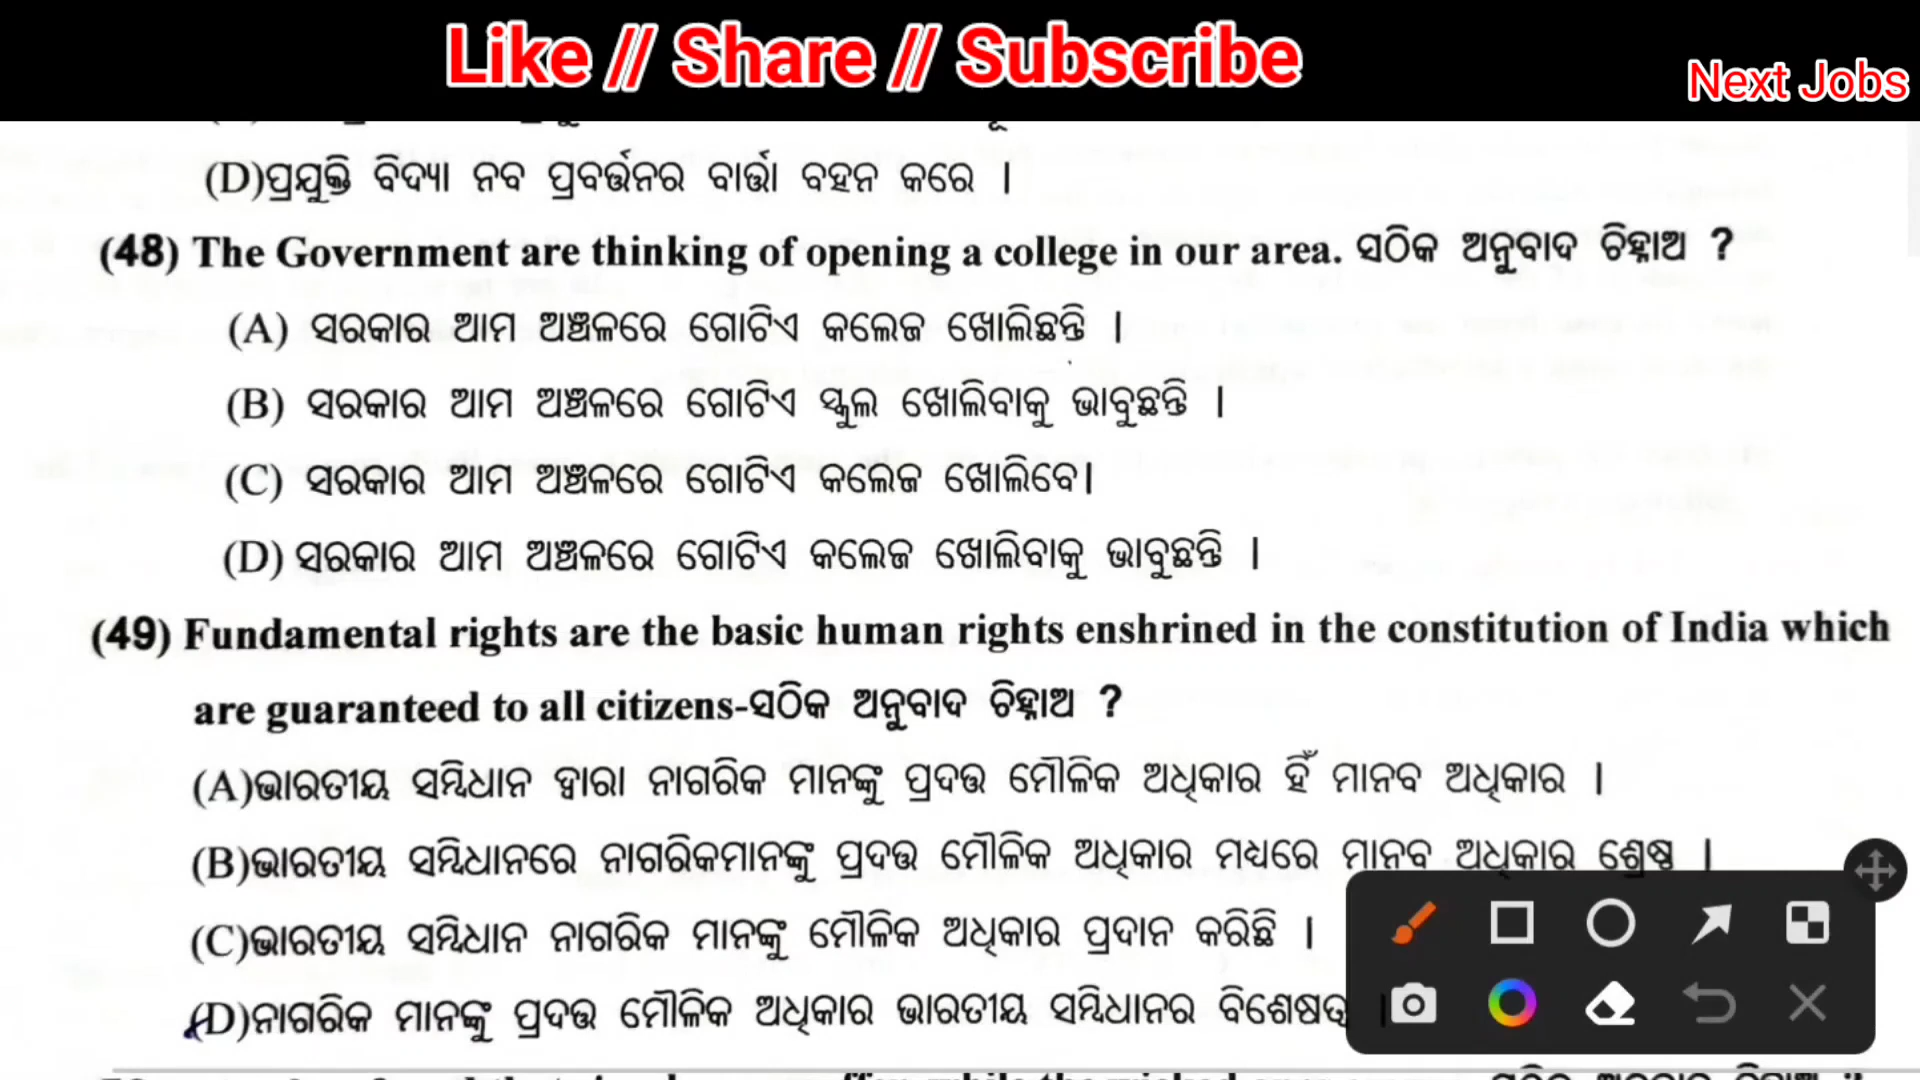 Like // Share // Subscribe
Next Jobs
(D)ପ୍ରଯୁକ୍ତି ବିଦ୍ୟା ନବ ପ୍ରବର୍ତ୍ତନର ବାର୍ତ୍ତା ବହନ କରେ |
(48) The Government are thinking of opening a college in our area. ସଠିକ ଅନୁବାଦ ଚିହ୍ନାଅ ?
(A) ସରକାର ଆମ ଅଞ୍ଚଳରେ ଗୋଟିଏ କଲେଜ ଖୋଲିଛନ୍ତି |
(B) ସରକାର ଆମ ଅଞ୍ଚଳରେ ଗୋଟିଏ ସ୍କୁଲ ଖୋଲିବାକୁ ଭାବୁଛନ୍ତି |
(C) ସରକାର ଆମ ଅଞ୍ଚଳରେ ଗୋଟିଏ କଲେଜ ଖୋଲିବେ|
(D) ସରକାର ଆମ ଅଞ୍ଚଳରେ ଗୋଟିଏ କଲେଜ ଖୋଲିବାକୁ ଭାବୁଛନ୍ତି |
(49) Fundamental rights are the basic human rights enshrined in the constitution of India which
are guaranteed to all citizens-ସଠିକ ଅନୁବାଦ ଚିହ୍ନାଅ ?
(A)ଭାରତୀୟ ସମ୍ବିଧାନ ଦ୍ୱାରା ନାଗରିକ ମାନଙ୍କୁ ପ୍ରଦତ୍ତ ମୌଳିକ ଅଧିକାର ହିଁ ମାନବ ଅଧିକାର |
(B)ଭାରତୀୟ ସମ୍ବିଧାନରେ ନାଗରିକମାନଙ୍କୁ ପ୍ରଦତ୍ତ ମୌଳିକ ଅଧିକାର ମଧ୍ୟରେ ମାନବ ଅଧିକାର ଶ୍ରେଷ୍ଠ |
(C)ଭାରତୀୟ ସମ୍ବିଧାନ ନାଗରିକ ମାନଙ୍କୁ ମୌଳିକ ଅଧିକାର ପ୍ରଦାନ କରିଛି |
(D)ନାଗରିକ ମାନଙ୍କୁ ପ୍ରଦତ୍ତ ମୌଳିକ ଅଧିକାର ଭାରତୀୟ ସମ୍ବିଧାନର ବିଶେଷତ୍ୱ |